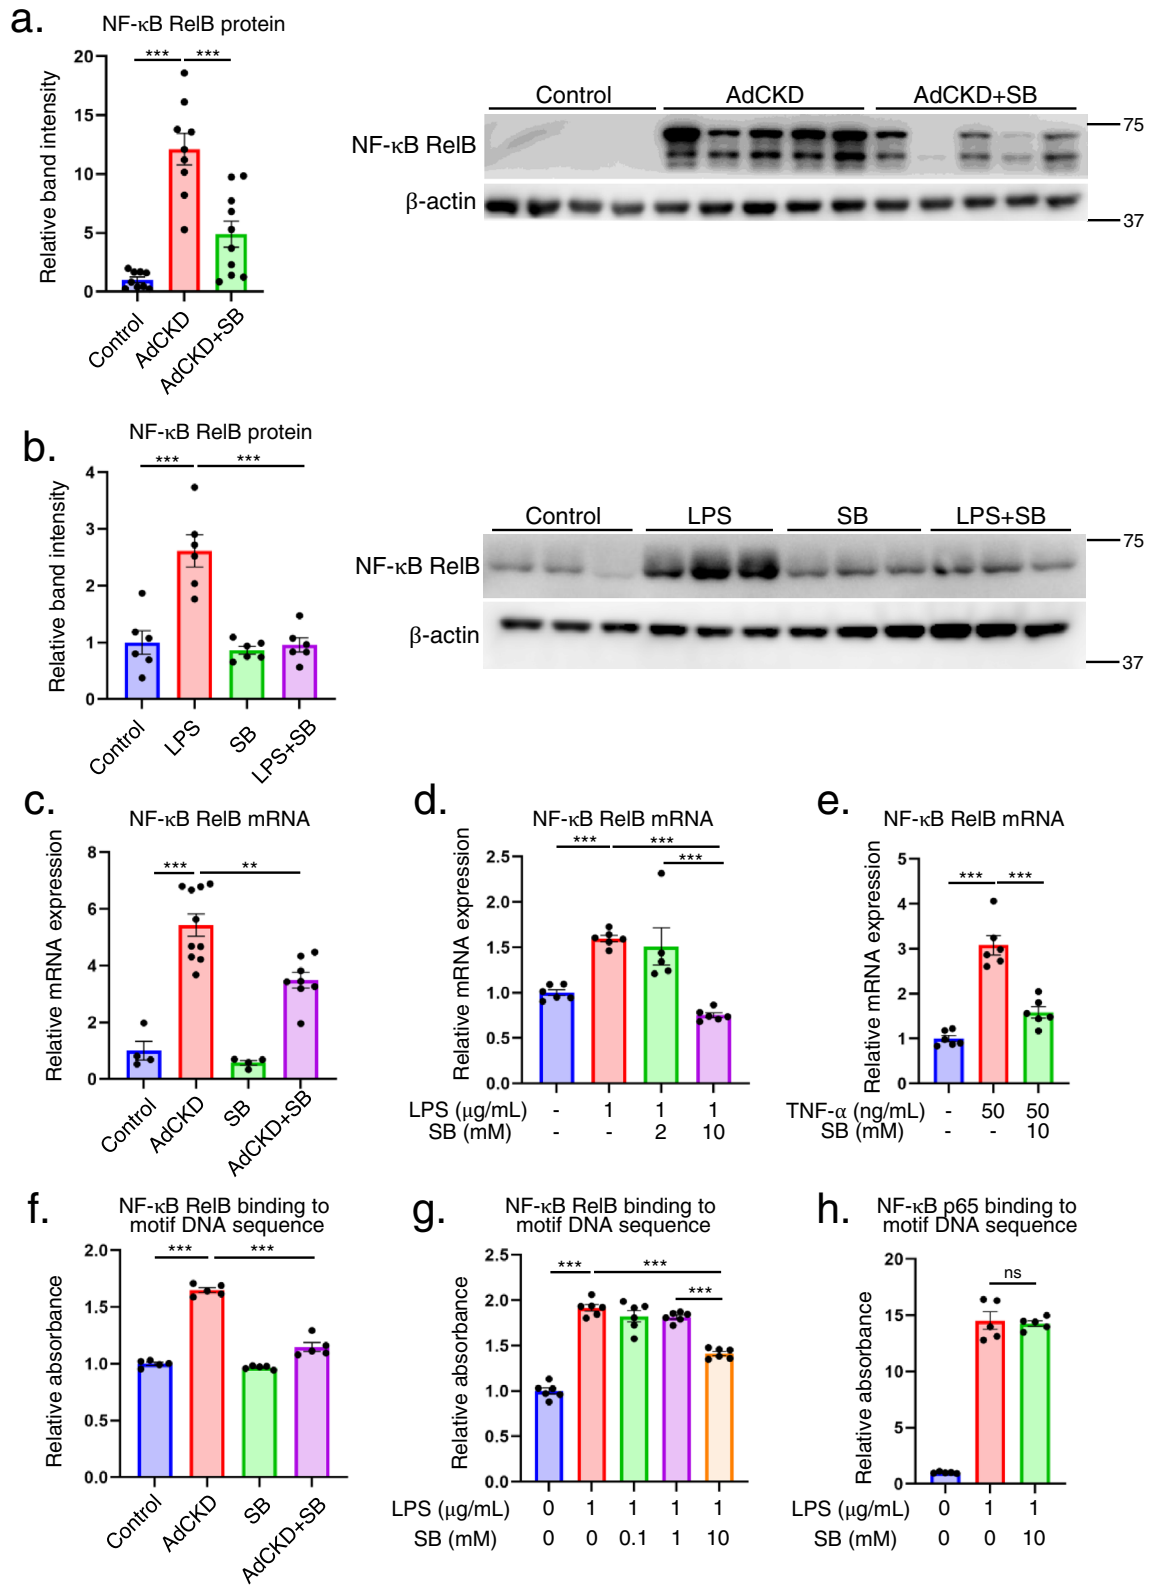 a.
NF-κB RelB protein
*** ***
Relative band intensity
20
15
10
5
0
Control
AdCKD
AdCKD+SB
Control AdCKD AdCKD+SB
NF-κB RelB
β-actin
75
37
b.
NF-κB RelB protein
*** ***
Relative band intensity
4
3
2
1
0
Control
LPS
SB
LPS+SB
Control LPS SB LPS+SB
NF-κB RelB
β-actin
75
37
c.
NF-κB RelB mRNA
*** **
Relative mRNA expression
8
6
4
2
0
Control
AdCKD
SB
AdCKD+SB
d.
NF-κB RelB mRNA
*** ***
***
Relative mRNA expression
2.5
2.0
1.5
1.0
0.5
0.0
LPS (μg/mL) - 1 1 1
SB (mM) - - 2 10
e.
NF-κB RelB mRNA
*** ***
Relative mRNA expression
5
4
3
2
1
0
TNF-α (ng/mL) - 50 50
SB (mM) - - 10
f.
NF-κB RelB binding to
motif DNA sequence
*** ***
Relative absorbance
2.0
1.5
1.0
0.5
0.0
Control
AdCKD
SB
AdCKD+SB
g.
NF-κB RelB binding to
motif DNA sequence
*** ***
***
Relative absorbance
2.5
2.0
1.5
1.0
0.5
0.0
LPS (μg/mL) 0 1 1 1 1
SB (mM) 0 0 0.1 1 10
h.
NF-κB p65 binding to
motif DNA sequence
ns
Relative absorbance
20
15
10
5
0
LPS (μg/mL) 0 1 1
SB (mM) 0 0 10